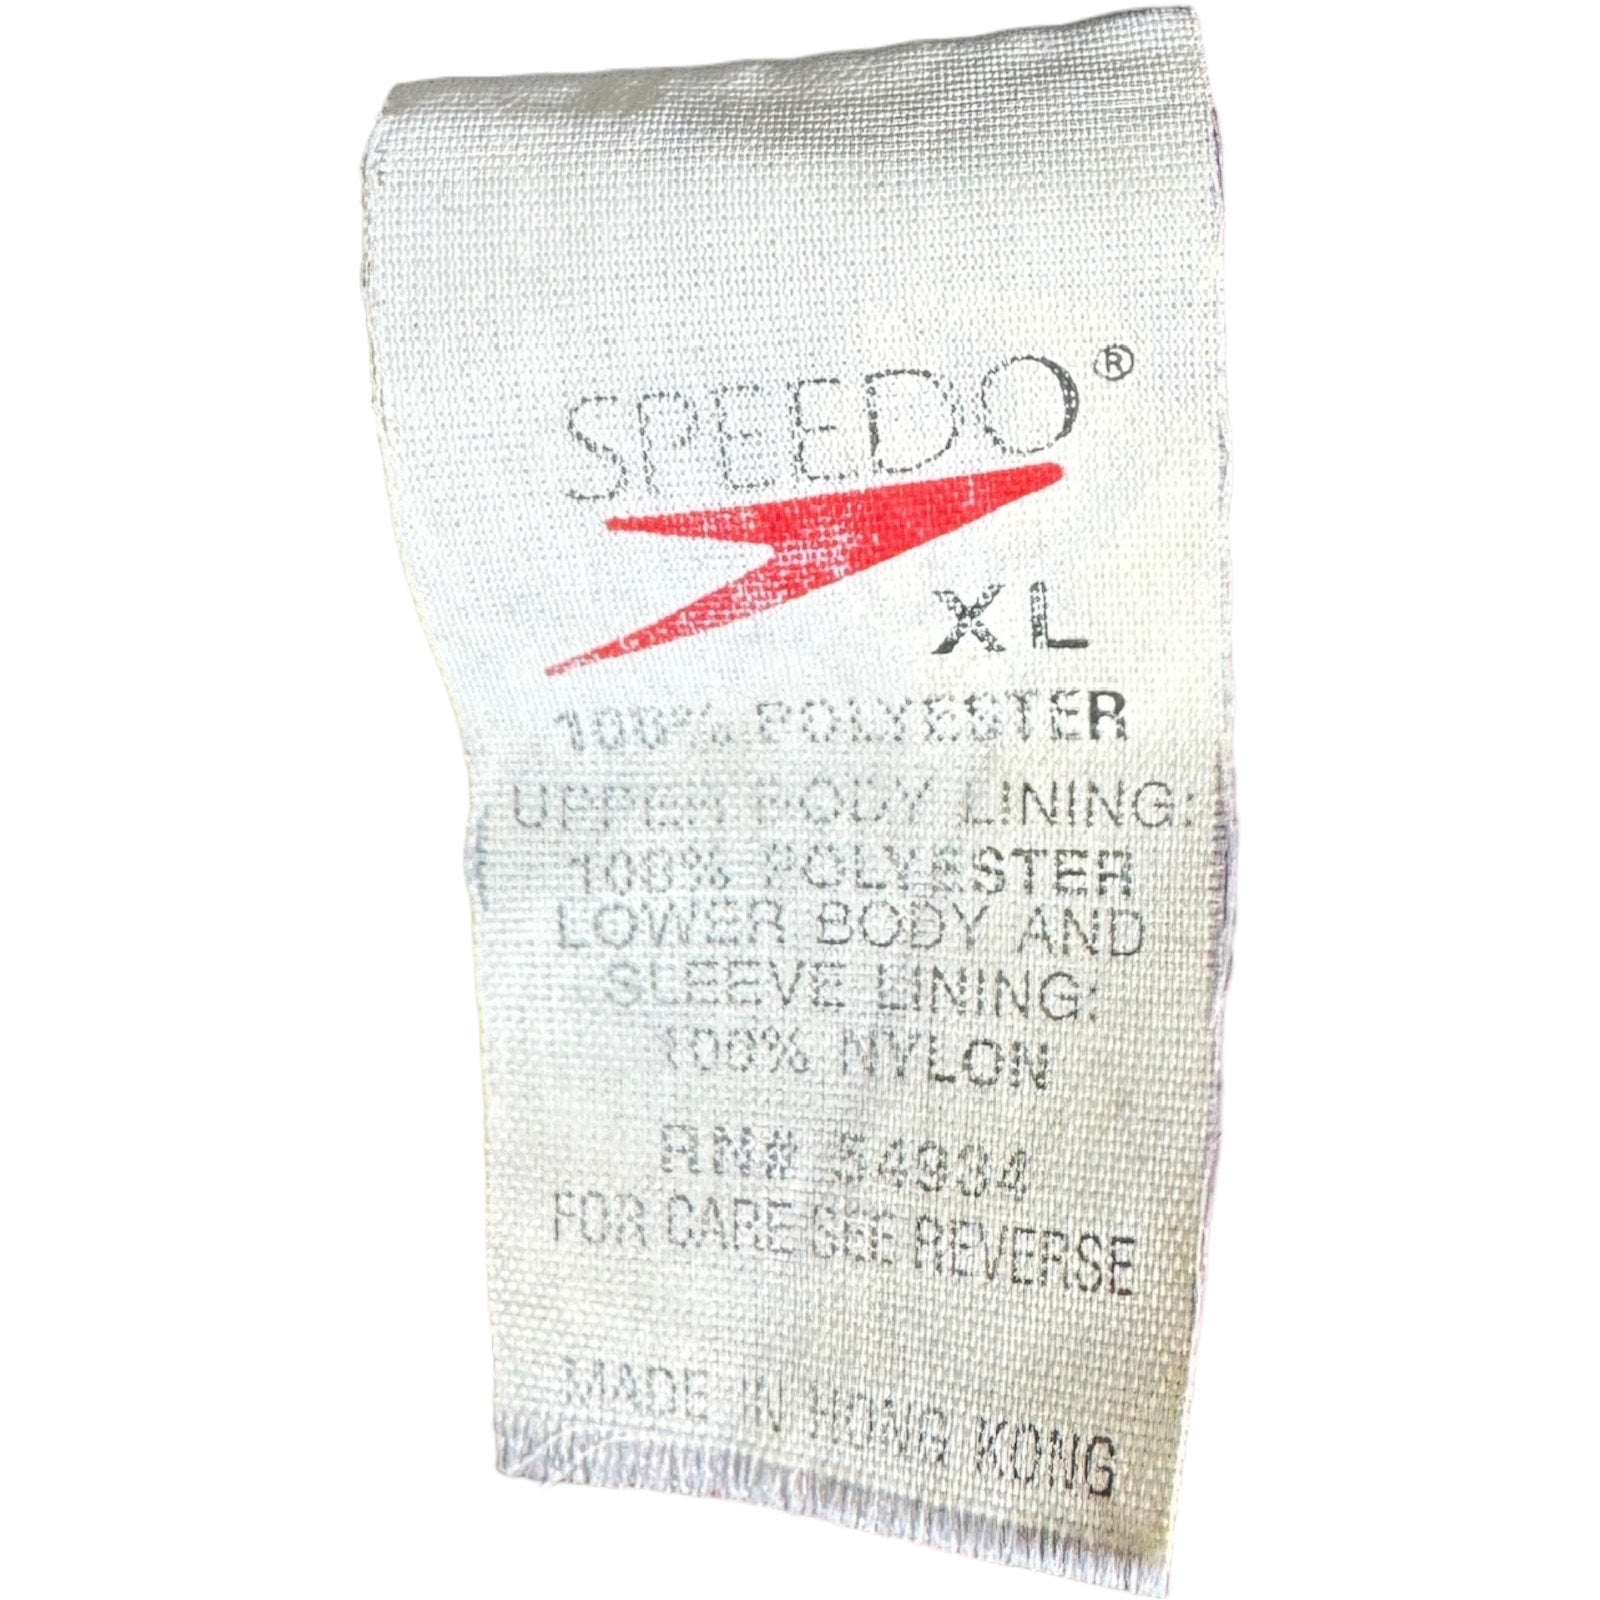 SPEEDO®
XL
100% POLYESTER
UPPER BODY LINING:
100% POLYESTER
LOWER BODY AND
SLEEVE LINING:
100% NYLON
RN# 54934
FOR CARE SEE REVERSE
MADE IN HONG KONG